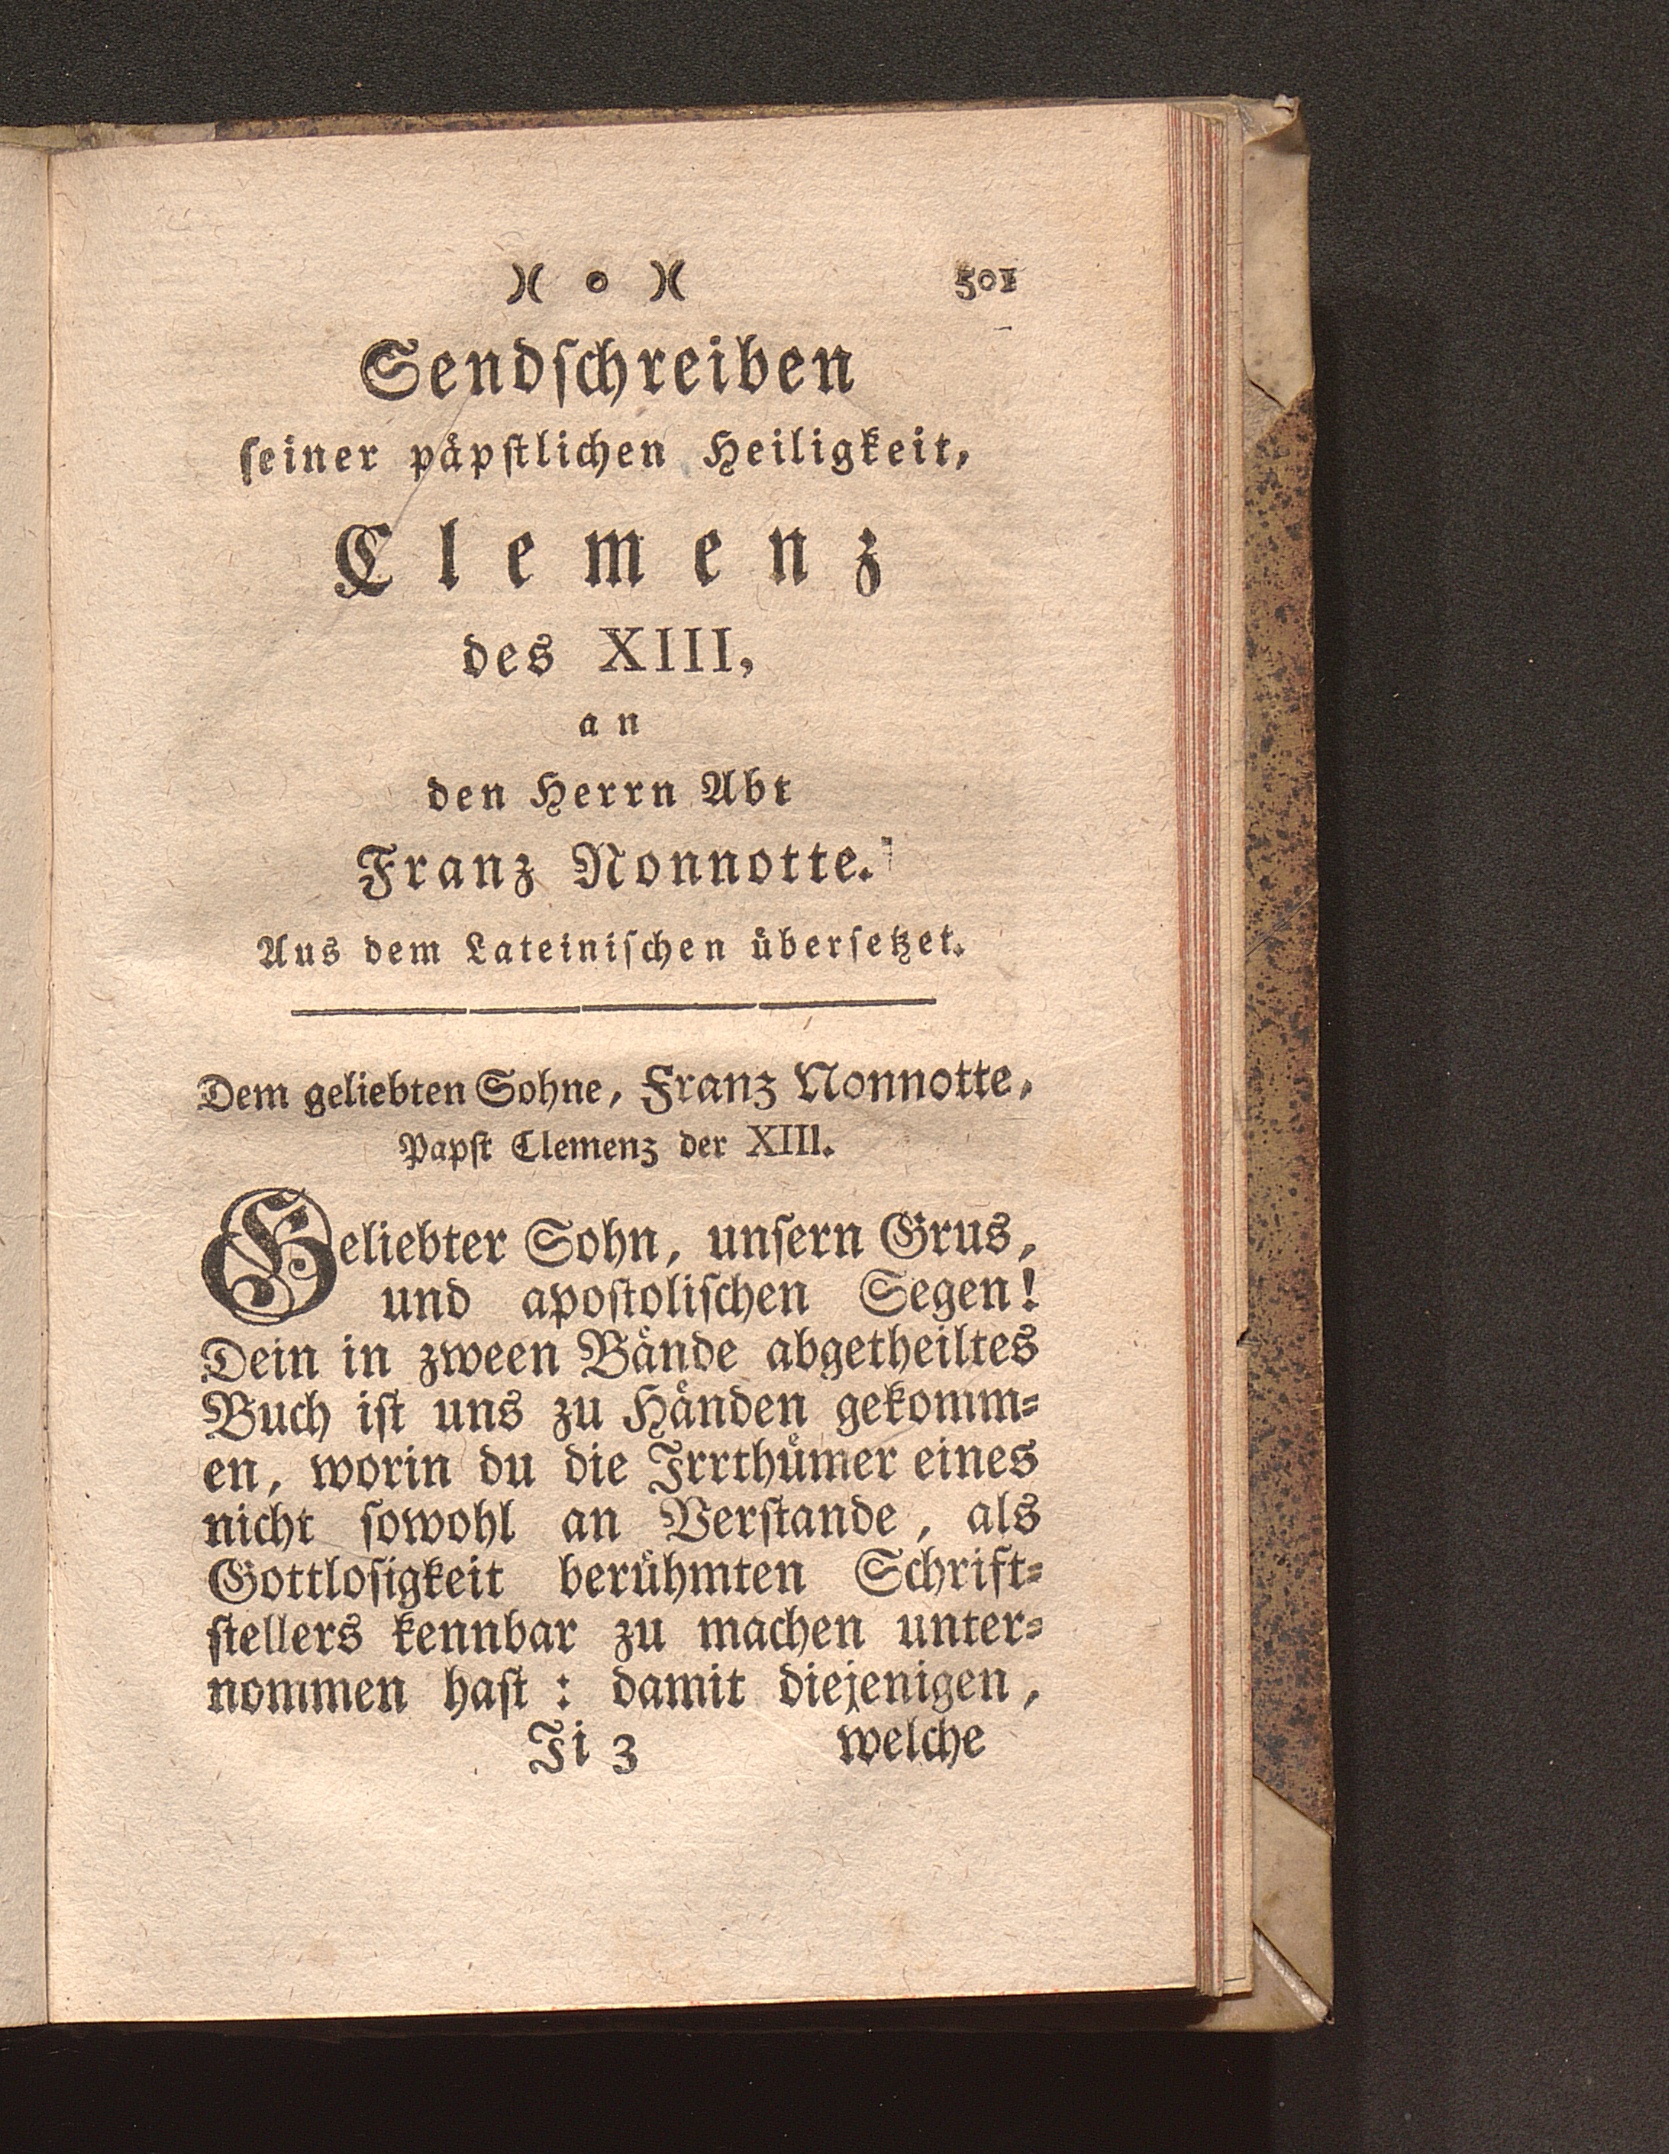 )( o )( 501
Sendſchreiben
ſeiner päpſtlichen Heiligkeit,
Clemenz
des XIII,
an
den Herrn Abt
Franz Nonnotte.
Aus dem Lateiniſchen überſetzet.
Dem geliebten Sohne, Franz Nonnotte,
Papſt Clemenz der XIII.
Geliebter Sohn, unſern Grus,
und apoſtoliſchen Segen!
Dein in zween Bände abgetheiltes
Buch iſt uns zu Händen gekomm⸗
en, worin du die Irrthümer eines
nicht ſowohl an Verſtande, als
Gottloſigkeit berühmten Schrift⸗
ſtellers kennbar zu machen unter⸗
nommen haſt: damit diejenigen,
Ii 3 welche